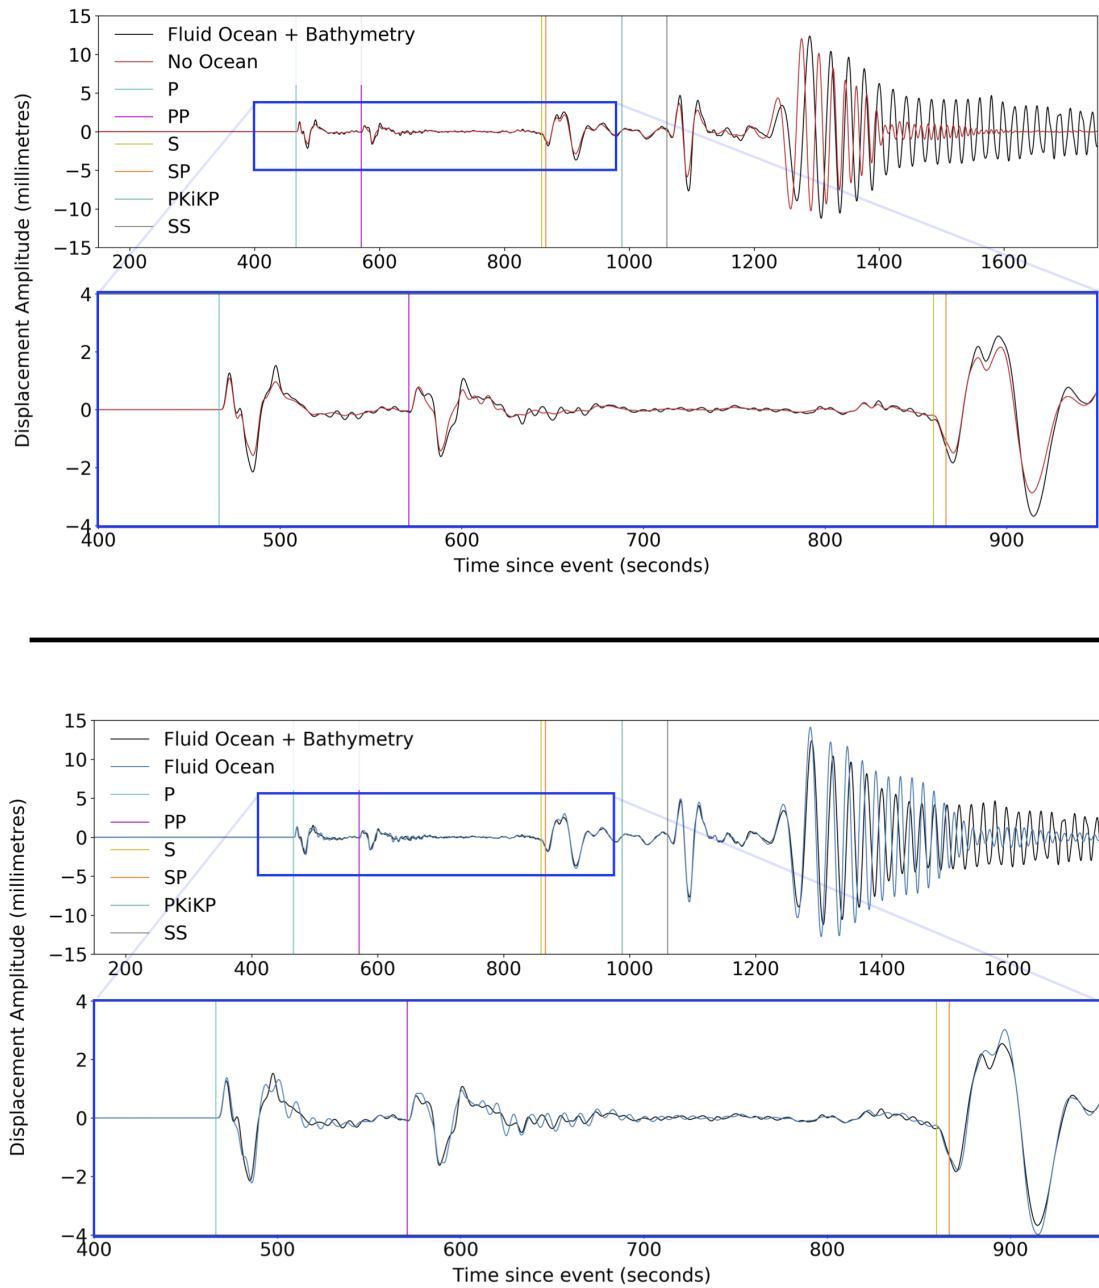 15
10
5
0
−5
−10
−15
Fluid Ocean + Bathymetry
No Ocean
P
PP
S
SP
PKiKP
SS
200 400 600 800 1000 1200 1400 1600
Displacement Amplitude (millimetres)
4
2
0
−2
−4
400 500 600 700 800 900
Time since event (seconds)
15
10
5
0
−5
−10
−15
Fluid Ocean + Bathymetry
Fluid Ocean
P
PP
S
SP
PKiKP
SS
200 400 600 800 1000 1200 1400 1600
Displacement Amplitude (millimetres)
4
2
0
−2
−4
400 500 600 700 800 900
Time since event (seconds)